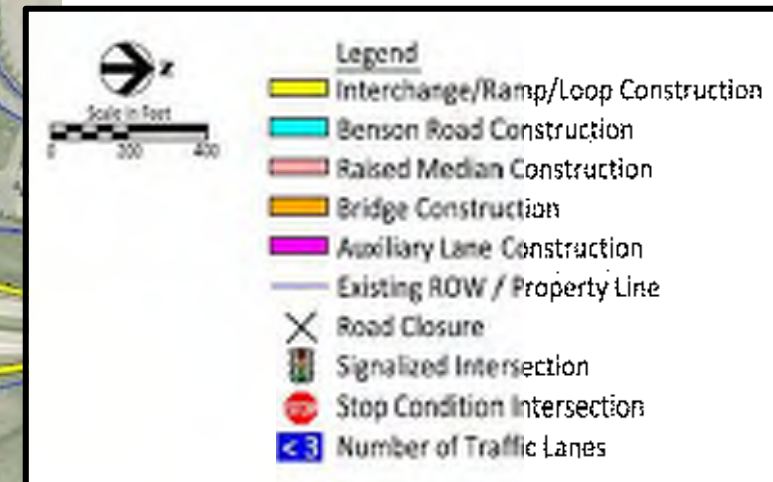 Legend
Z
Scale in Feet
0 200 400
Interchange/Ramp/Loop Construction
Benson Road Construction
Raised Median Construction
Bridge Construction
Auxiliary Lane Construction
Existing ROW / Property Line
Road Closure
Signalized Intersection
STOP
Stop Condition Intersection
< 3
Number of Traffic Lanes